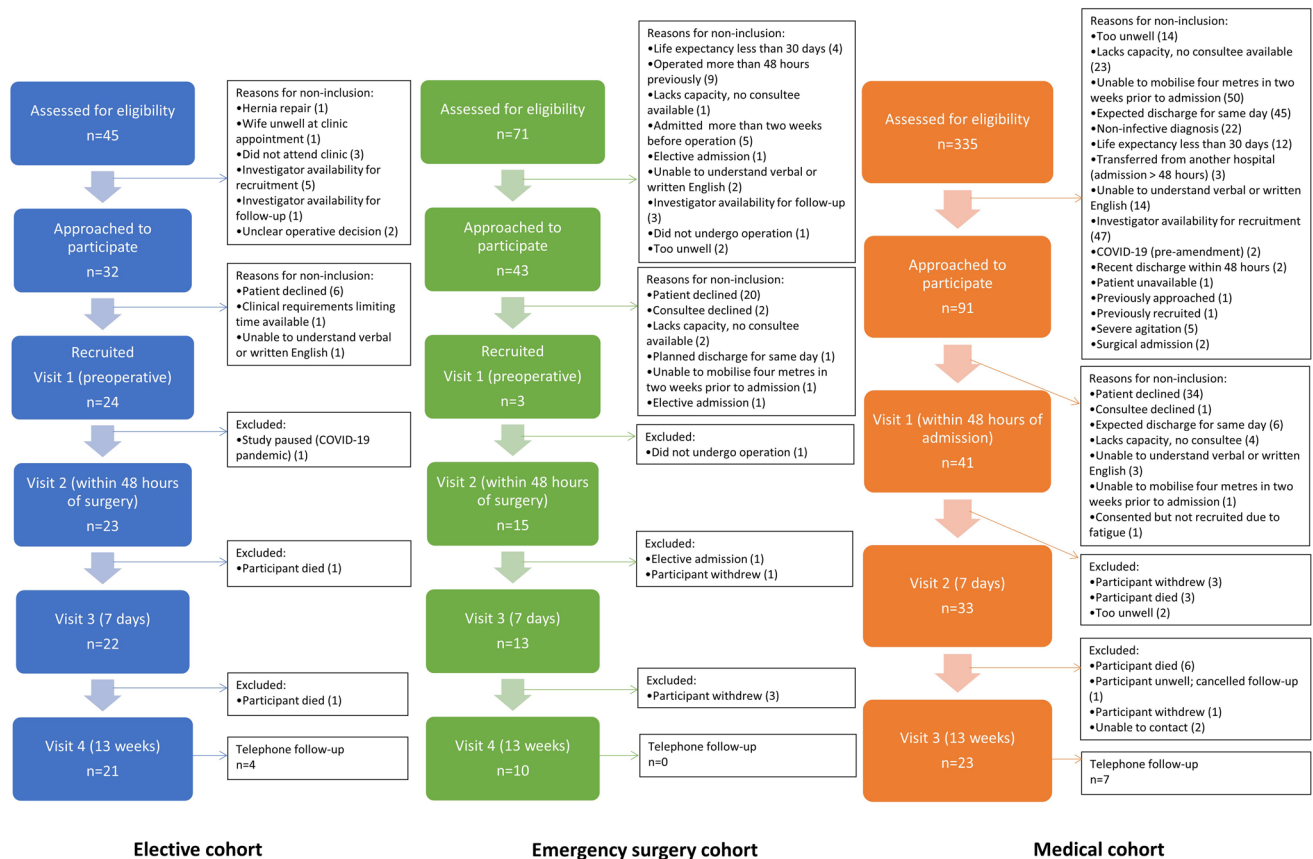 Assessed for eligibility
n=45
Reasons for non-inclusion:
•Hernia repair (1)
•Wife unwell at clinic
appointment (1)
•Did not attend clinic (3)
•Investigator availability for
recruitment (5)
•Investigator availability for
follow-up (1)
•Unclear operative decision (2)
Approached to
participate
n=32
Reasons for non-inclusion:
•Patient declined (6)
•Clinical requirements limiting
time available (1)
•Unable to understand verbal
or written English (1)
Recruited
Visit 1 (preoperative)
n=24
Excluded:
•Study paused (COVID-19
pandemic) (1)
Visit 2 (within 48 hours
of surgery)
n=23
Excluded:
•Participant died (1)
Visit 3 (7 days)
n=22
Excluded:
•Participant died (1)
Visit 4 (13 weeks)
n=21
Telephone follow-up
n=4
Elective cohort
Assessed for eligibility
n=71
Reasons for non-inclusion:
•Life expectancy less than 30 days (4)
•Operated more than 48 hours
previously (9)
•Lacks capacity, no consultee
available (1)
•Admitted  more than two weeks
before operation (5)
•Elective admission (1)
•Unable to understand verbal or
written English (2)
•Investigator availability for follow-up
(3)
•Did not undergo operation (1)
•Too unwell (2)
Approached to
participate
n=43
Reasons for non-inclusion:
•Patient declined (20)
•Consultee declined (2)
•Lacks capacity, no consultee
available (2)
•Planned discharge for same day (1)
•Unable to mobilise four metres in
two weeks prior to admission (1)
•Elective admission (1)
Recruited
Visit 1 (preoperative)
n=3
Excluded:
•Did not undergo operation (1)
Visit 2 (within 48 hours
of surgery)
n=15
Excluded:
•Elective admission (1)
•Participant withdrew (1)
Visit 3 (7 days)
n=13
Excluded:
•Participant withdrew (3)
Visit 4 (13 weeks)
n=10
Telephone follow-up
n=0
Emergency surgery cohort
Assessed for eligibility
n=335
Reasons for non-inclusion:
•Too unwell (14)
•Lacks capacity, no consultee available
(23)
•Unable to mobilise four metres in two
weeks prior to admission (50)
•Expected discharge for same day (45)
•Non-infective diagnosis (22)
•Life expectancy less than 30 days (12)
•Transferred from another hospital
(admission > 48 hours) (3)
•Unable to understand verbal or written
English (14)
•Investigator availability for recruitment
(47)
•COVID-19 (pre-amendment) (2)
•Recent discharge within 48 hours (2)
•Patient unavailable (1)
•Previously approached (1)
•Previously recruited (1)
•Severe agitation (5)
•Surgical admission (2)
Approached to
participate
n=91
Reasons for non-inclusion:
•Patient declined (34)
•Consultee declined (1)
•Expected discharge for same day (6)
•Lacks capacity, no consultee (4)
•Unable to understand verbal or written
English (3)
•Unable to mobilise four metres in two
weeks prior to admission (1)
•Consented but not recruited due to
fatigue (1)
Visit 1 (within 48 hours of
admission)
n=41
Excluded:
•Participant withdrew (3)
•Participant died (3)
•Too unwell (2)
Visit 2 (7 days)
n=33
Excluded:
•Participant died (6)
•Participant unwell; cancelled follow-up
(1)
•Participant withdrew (1)
•Unable to contact (2)
Visit 3 (13 weeks)
n=23
Telephone follow-up
n=7
Medical cohort